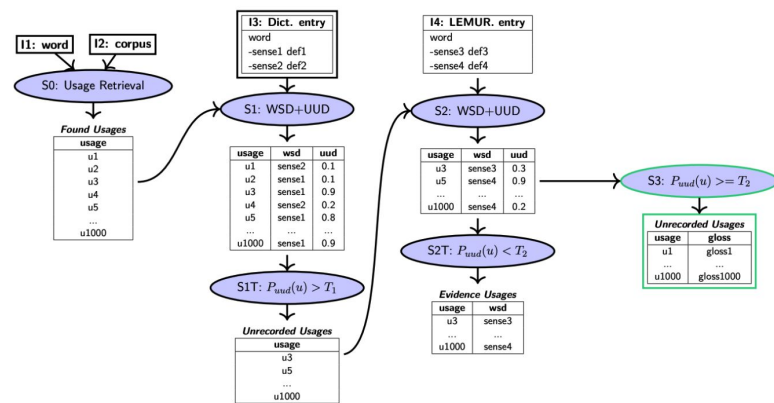 I1: word
I2: corpus
S0: Usage Retrieval
Found Usages
usage
u1
u2
u3
u4
u5
...
u1000
I3: Dict. entry
word
-sense1 def1
-sense2 def2
S1: WSD+UUD
usage wsd uud
u1 sense2 0.1
u2 sense1 0.1
u3 sense1 0.9
u4 sense2 0.2
u5 sense1 0.8
... ... ...
u1000 sense1 0.9
S1T: P_uud(u) > T_1
Unrecorded Usages
usage
u3
u5
...
u1000
I4: LEMUR. entry
word
-sense3 def3
-sense4 def4
S2: WSD+UUD
usage wsd uud
u3 sense3 0.3
u5 sense4 0.9
... ... ...
u1000 sense4 0.2
S2T: P_uud(u) < T_2
Evidence Usages
usage wsd
u3 sense3
... ...
u1000 sense4
S3: P_uud(u) >= T_2
Unrecorded Usages
usage gloss
u1 gloss1
... ...
u1000 gloss1000